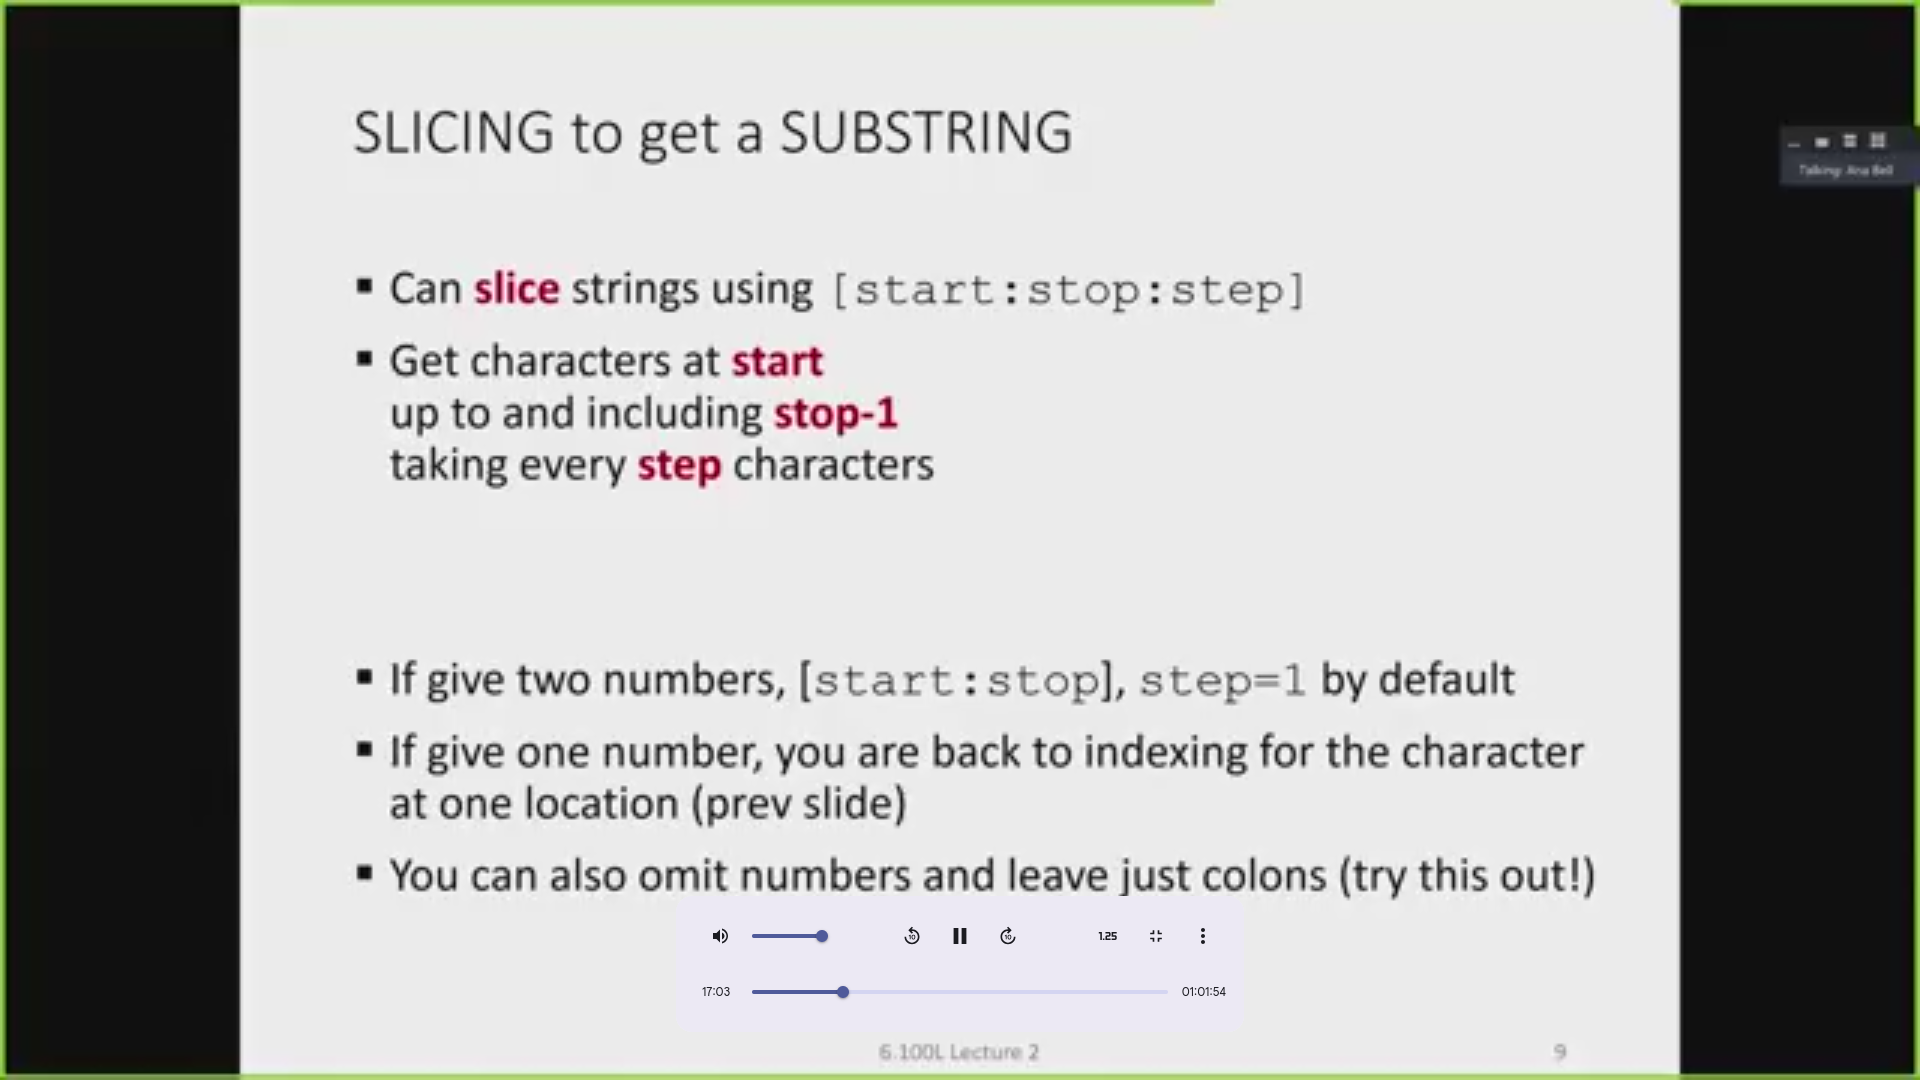 SLICING to get a SUBSTRING
Talking: Ana Bell
▪ Can slice strings using [start:stop:step]
▪ Get characters at start
up to and including stop-1
taking every step characters
▪ If give two numbers, [start:stop], step=1 by default
▪ If give one number, you are back to indexing for the character
at one location (prev slide)
▪ You can also omit numbers and leave just colons (try this out!)
10 10 1.25
17:03 01:01:54
6.100L Lecture 2 9